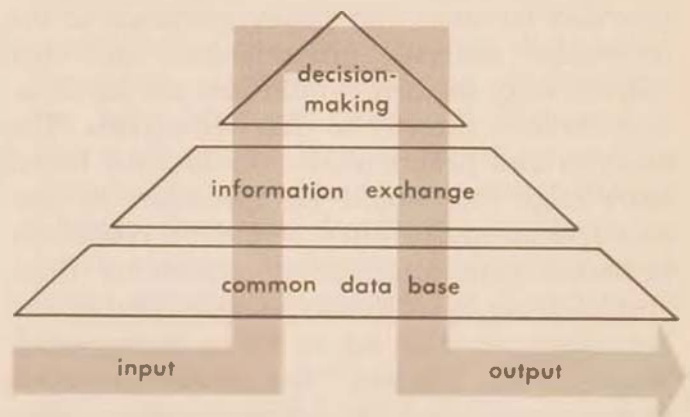 decision-
making
information exchange
common data base
input
output